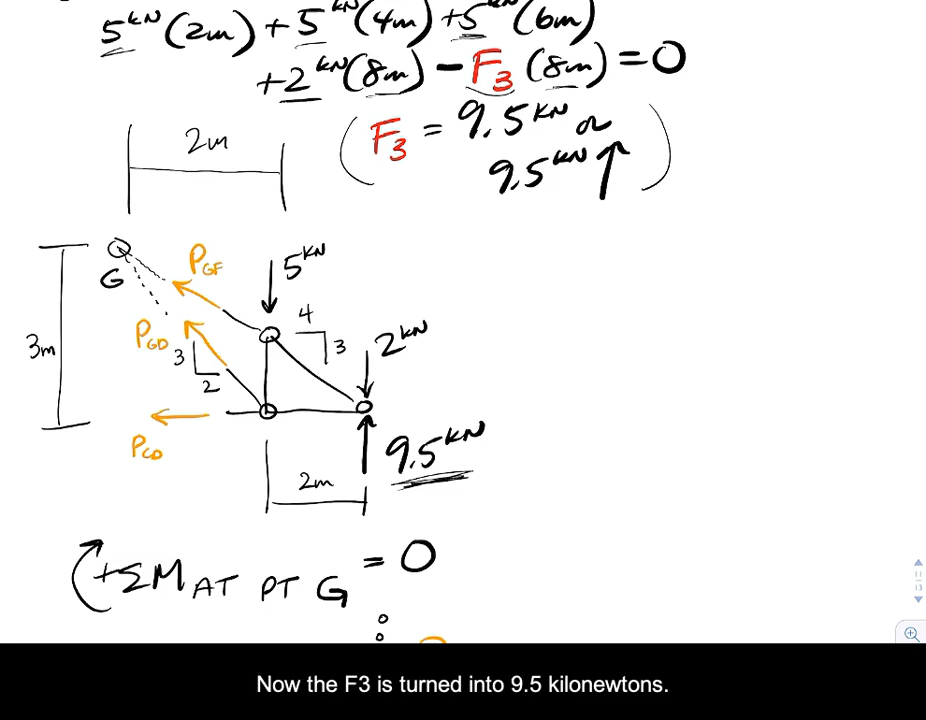 5kN (2m) + 5kN (4m) + 5kN (6m)
+ 2kN (8m) - F3 (8m) = 0
2m
( F3 = 9.5kN or
9.5kN ↑ )
G
PGF
5kN
4
3
2kN
3m
PGD
3
2
PCD
9.5kN
2m
+ΣM AT PT G = 0
Now the F3 is turned into 9.5 kilonewtons.